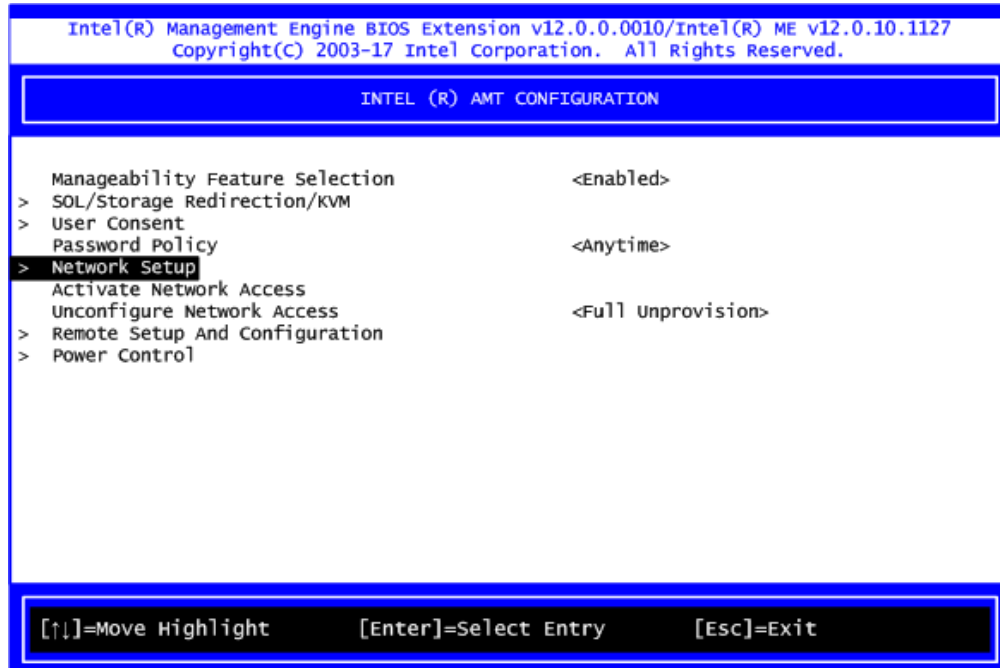 Intel(R) Management Engine BIOS Extension v12.0.0.0010/Intel(R) ME v12.0.10.1127
Copyright(C) 2003-17 Intel Corporation. All Rights Reserved.
INTEL (R) AMT CONFIGURATION
Manageability Feature Selection <Enabled>
> SOL/Storage Redirection/KVM
> User Consent
Password Policy <Anytime>
> Network Setup
Activate Network Access
Unconfigure Network Access <Full Unprovision>
> Remote Setup And Configuration
> Power Control
[↑↓]=Move Highlight [Enter]=Select Entry [Esc]=Exit